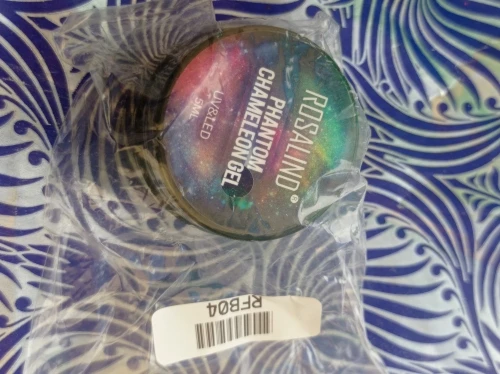 ROSALIND®
PHANTOM
CHAMELEON GEL
UV&LED
5ML
RFB04